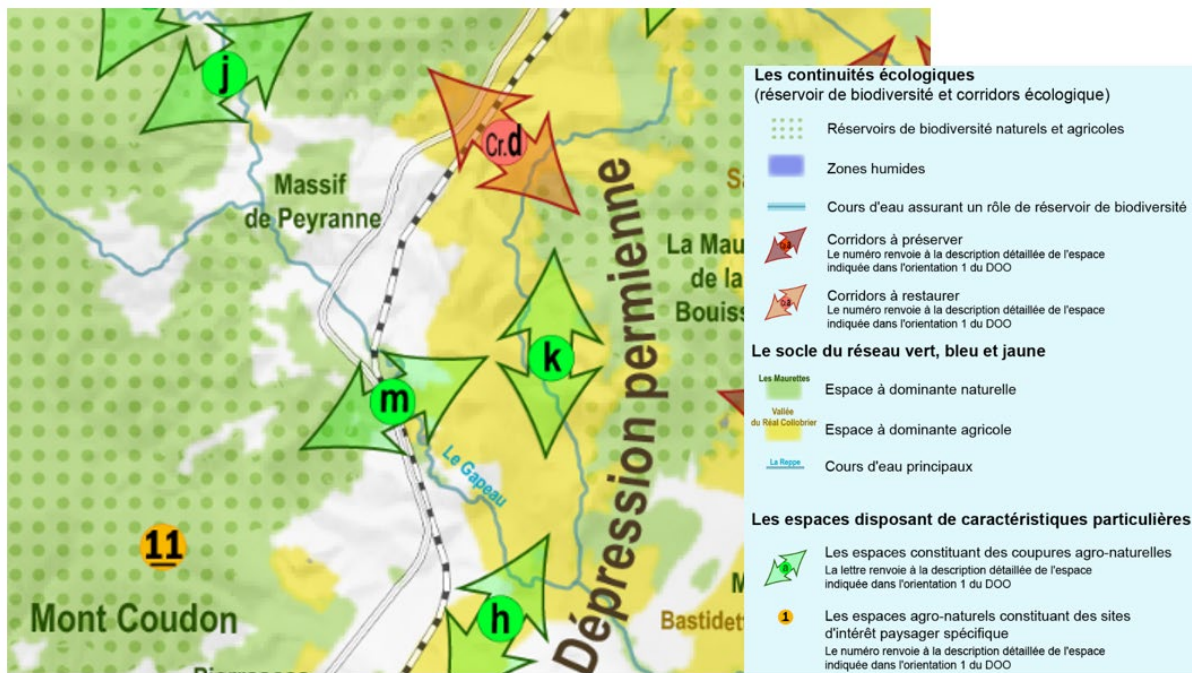 j
Cr.d
Massif
de Peyranne
La Mau
de la
Bouiss
k
m
Le Gapeau
Dépression permienne
11
Mont Coudon
h
Bastidett
Les continuités écologiques
(réservoir de biodiversité et corridors écologique)
Réservoirs de biodiversité naturels et agricoles
Zones humides
Cours d'eau assurant un rôle de réservoir de biodiversité
Corridors à préserver
Le numéro renvoie à la description détaillée de l'espace
indiquée dans l'orientation 1 du DOO
Corridors à restaurer
Le numéro renvoie à la description détaillée de l'espace
indiquée dans l'orientation 1 du DOO
Le socle du réseau vert, bleu et jaune
Les Maurettes
Espace à dominante naturelle
Vallée
du Réal Collobrier
Espace à dominante agricole
La Reppe
Cours d'eau principaux
Les espaces disposant de caractéristiques particulières
Les espaces constituant des coupures agro-naturelles
La lettre renvoie à la description détaillée de l'espace
indiquée dans l'orientation 1 du DOO
1
Les espaces agro-naturels constituant des sites
d'intérêt paysager spécifique
Le numéro renvoie à la description détaillée de l'espace
indiquée dans l'orientation 1 du DOO